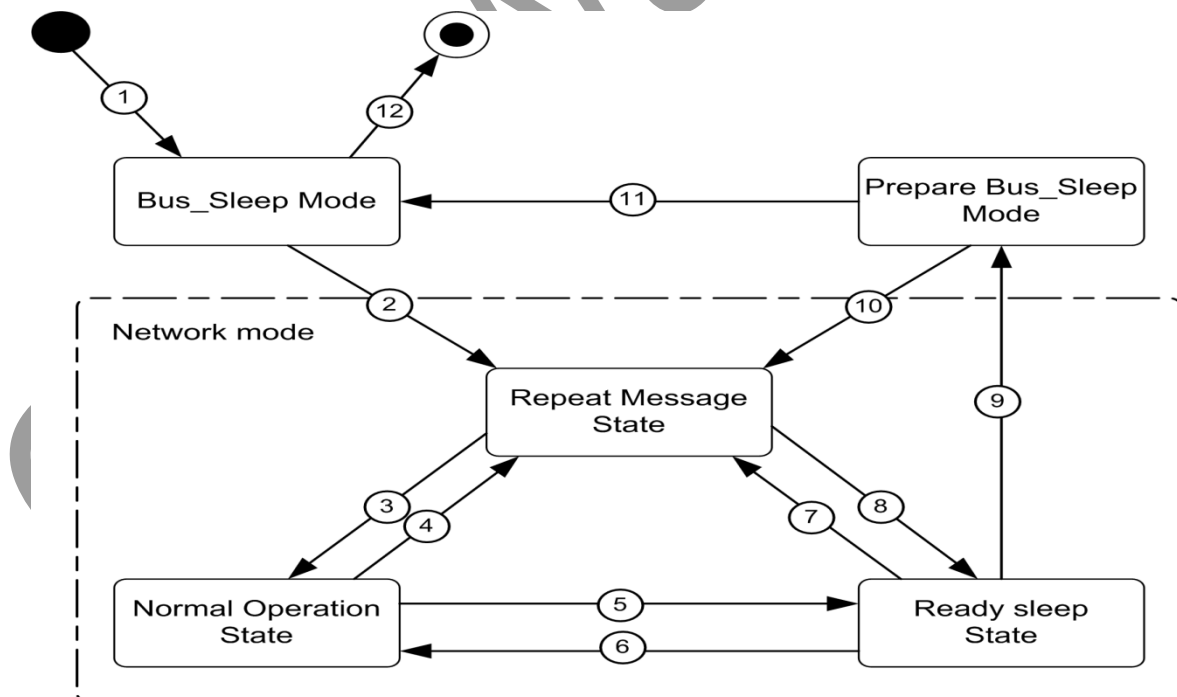 1
12
Bus_Sleep Mode
11
Prepare Bus_Sleep
Mode
2
10
Network mode
Repeat Message
State
9
3
4
7
8
Normal Operation
State
5
6
Ready sleep
State